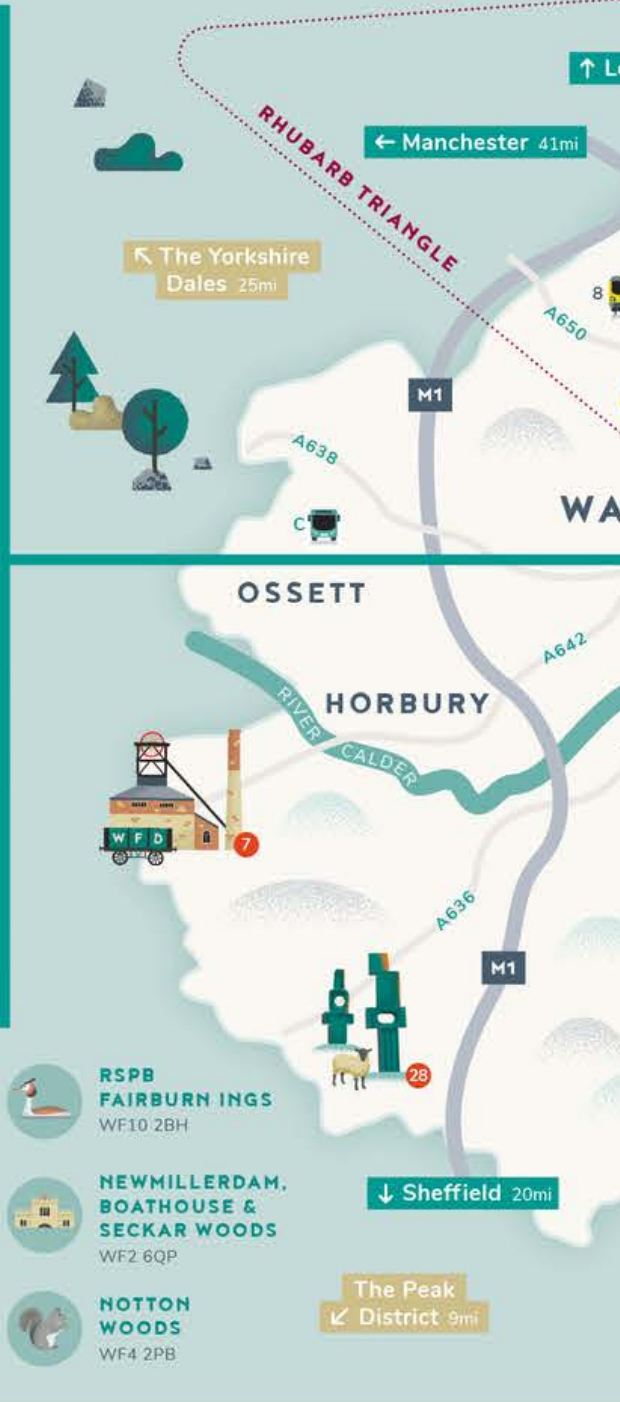 ↑ Le
RHUBARB TRIANGLE
← Manchester 41mi
↖ The Yorkshire
Dales 25mi
8
A650
M1
A638
WA
C
OSSETT
A642
RIVER
HORBURY
CALDER
W F D
7
A636
M1
28
RSPB
FAIRBURN INGS
WF10 2BH
NEWMILLERDAM,
BOATHOUSE &
SECKAR WOODS
WF2 6QP
↓ Sheffield 20mi
The Peak
↙ District 9mi
NOTTON
WOODS
WF4 2PB